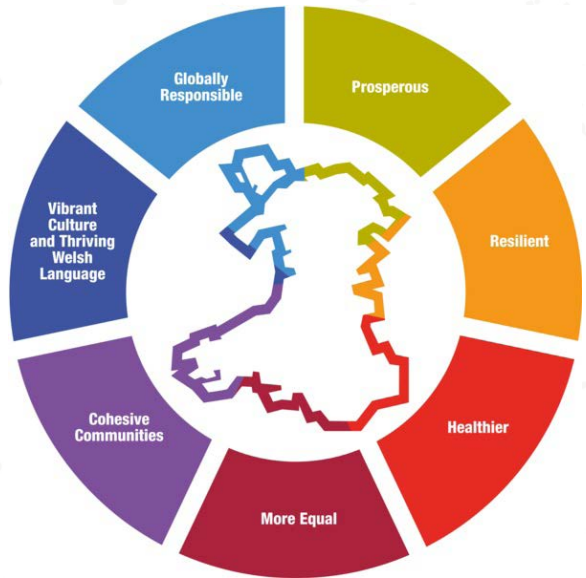 Globally
Responsible
Prosperous
Resilient
Healthier
More Equal
Cohesive
Communities
Vibrant
Culture
and Thriving
Welsh
Language